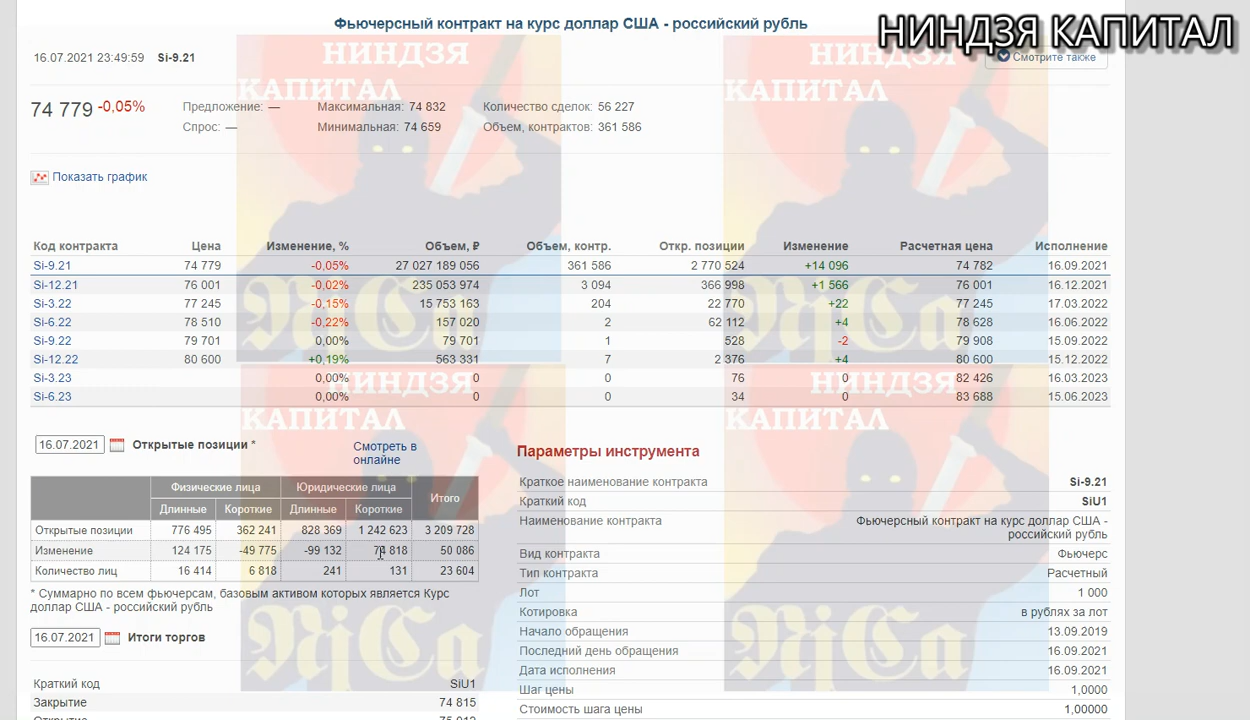 Фьючерсный контракт на курс доллар США - российский рубль
НИНДЗЯ КАПИТАЛ
16.07.2021 23:49:59 Si-9.21
Смотрите также
74 779 -0,05%
Предложение: — Максимальная: 74 832 Количество сделок: 56 227
Спрос: — Минимальная: 74 659 Объем, контрактов: 361 586
Показать график
Код контракта Цена Изменение, % Объем, ₽ Объем, контр. Откр. позиции Изменение Расчетная цена Исполнение
Si-9.21 74 779 -0,05% 27 027 189 056 361 586 2 770 524 +14 096 74 782 16.09.2021
Si-12.21 76 001 -0,02% 235 053 974 3 094 366 998 +1 566 76 001 16.12.2021
Si-3.22 77 245 -0,15% 15 753 163 204 22 770 +22 77 245 17.03.2022
Si-6.22 78 510 -0,22% 157 020 2 62 112 +4 78 628 16.06.2022
Si-9.22 79 701 0,00% 79 701 1 528 -2 79 908 15.09.2022
Si-12.22 80 600 +0,19% 563 331 7 2 376 +4 80 600 15.12.2022
Si-3.23 0,00% 0 0 76 0 82 426 16.03.2023
Si-6.23 0,00% 0 0 34 0 83 688 15.06.2023
16.07.2021 Открытые позиции *
Смотреть в
онлайне
Физические лица Юридические лица Итого
Длинные Короткие Длинные Короткие
Открытые позиции 776 495 362 241 828 369 1 242 623 3 209 728
Изменение 124 175 -49 775 -99 132 74 818 50 086
Количество лиц 16 414 6 818 241 131 23 604
* Суммарно по всем фьючерсам, базовым активом которых является Курс
доллар США - российский рубль
16.07.2021 Итоги торгов
Краткий код SiU1
Закрытие 74 815
Параметры инструмента
Краткое наименование контракта Si-9.21
Краткий код SiU1
Наименование контракта Фьючерсный контракт на курс доллар США -
российский рубль
Вид контракта Фьючерс
Тип контракта Расчетный
Лот 1 000
Котировка в рублях за лот
Начало обращения 13.09.2019
Последний день обращения 16.09.2021
Дата исполнения 16.09.2021
Шаг цены 1,0000
Стоимость шага цены 1,00000
НИНДЗЯ
КАПИТАЛ
NjCa
НИНДЗЯ
КАПИТАЛ
NjCa
НИНДЗЯ
КАПИТАЛ
NjCa
НИНДЗЯ
КАПИТАЛ
NjCa